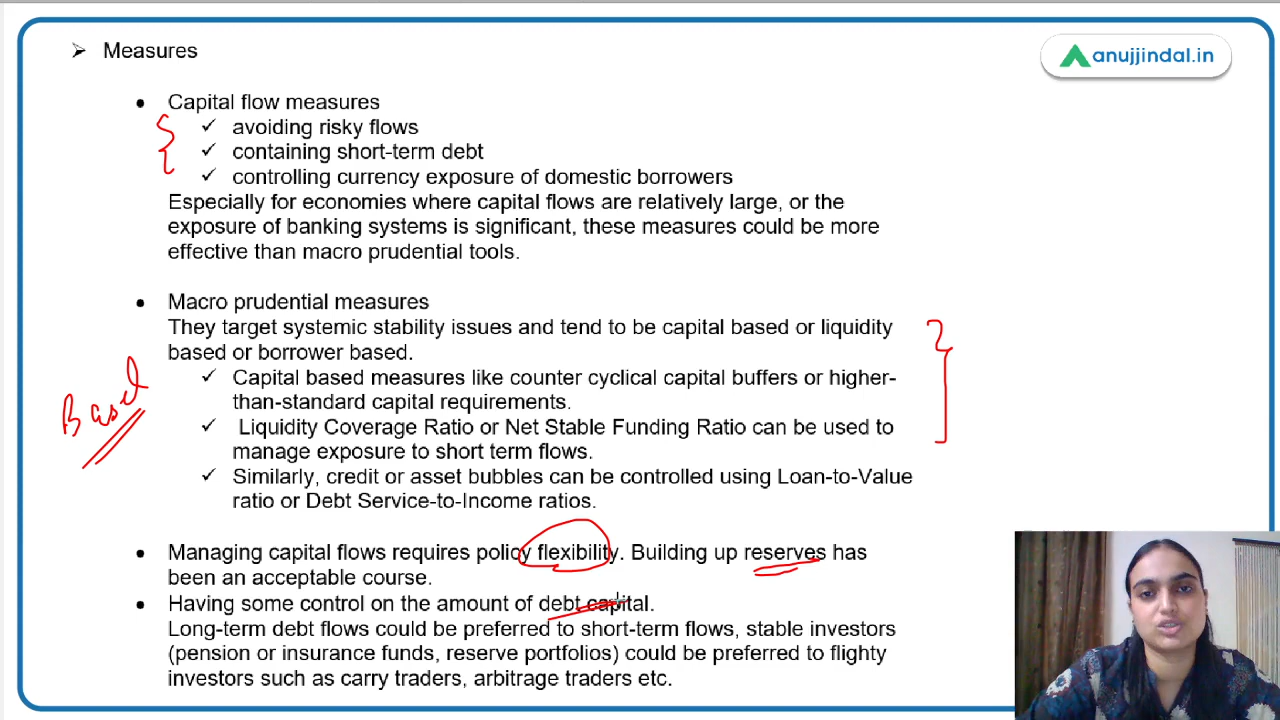 Measures
anujjindal.in
Capital flow measures
avoiding risky flows
containing short-term debt
controlling currency exposure of domestic borrowers
Especially for economies where capital flows are relatively large, or the
exposure of banking systems is significant, these measures could be more
effective than macro prudential tools.
Macro prudential measures
They target systemic stability issues and tend to be capital based or liquidity
based or borrower based.
Capital based measures like counter cyclical capital buffers or higher-
than-standard capital requirements.
Basel
Liquidity Coverage Ratio or Net Stable Funding Ratio can be used to
manage exposure to short term flows.
Similarly, credit or asset bubbles can be controlled using Loan-to-Value
ratio or Debt Service-to-Income ratios.
Managing capital flows requires policy flexibility. Building up reserves has
been an acceptable course.
Having some control on the amount of debt capital.
Long-term debt flows could be preferred to short-term flows, stable investors
(pension or insurance funds, reserve portfolios) could be preferred to flighty
investors such as carry traders, arbitrage traders etc.